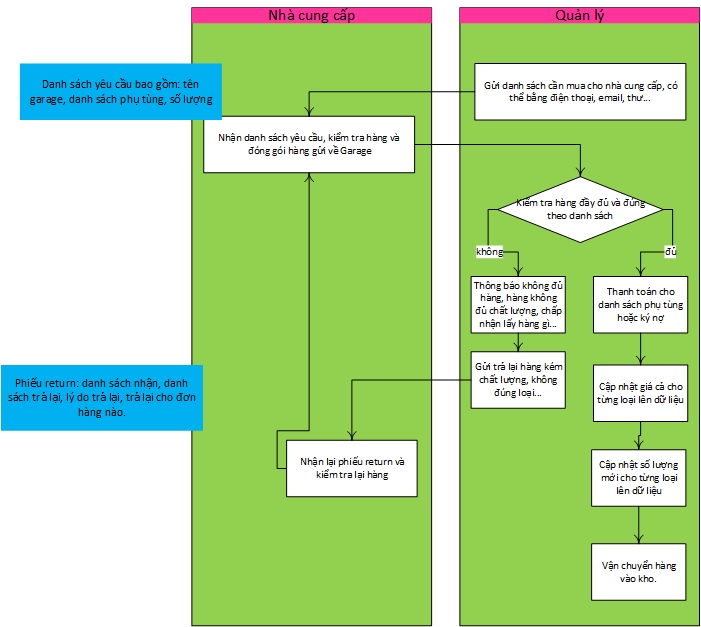 Nhà cung cấp
Quản lý
Danh sách yêu cầu bao gồm: tên
garage, danh sách phụ tùng, số lượng
Gửi danh sách cần mua cho nhà cung cấp, có
thể bằng điện thoại, email, thư...
Nhận danh sách yêu cầu, kiểm tra hàng và
đóng gói hàng gửi về Garage
Kiểm tra hàng đầy đủ và đúng
theo danh sách
không
đủ
Thông báo không đủ
hàng, hàng không
đủ chất lượng, chấp
nhận lấy hàng gì...
Thanh toán cho
danh sách phụ tùng
hoặc ký nợ
Gửi trả lại hàng kém
chất lượng, không
đúng loại...
Cập nhật giá cả cho
từng loại lên dữ liệu
Phiếu return: danh sách nhận, danh
sách trả lại, lý do trả lại, trả lại cho đơn
hàng nào.
Nhận lại phiếu return và
kiểm tra lại hàng
Cập nhật số lượng
mới cho từng loại
lên dữ liệu
Vận chuyển hàng
vào kho.